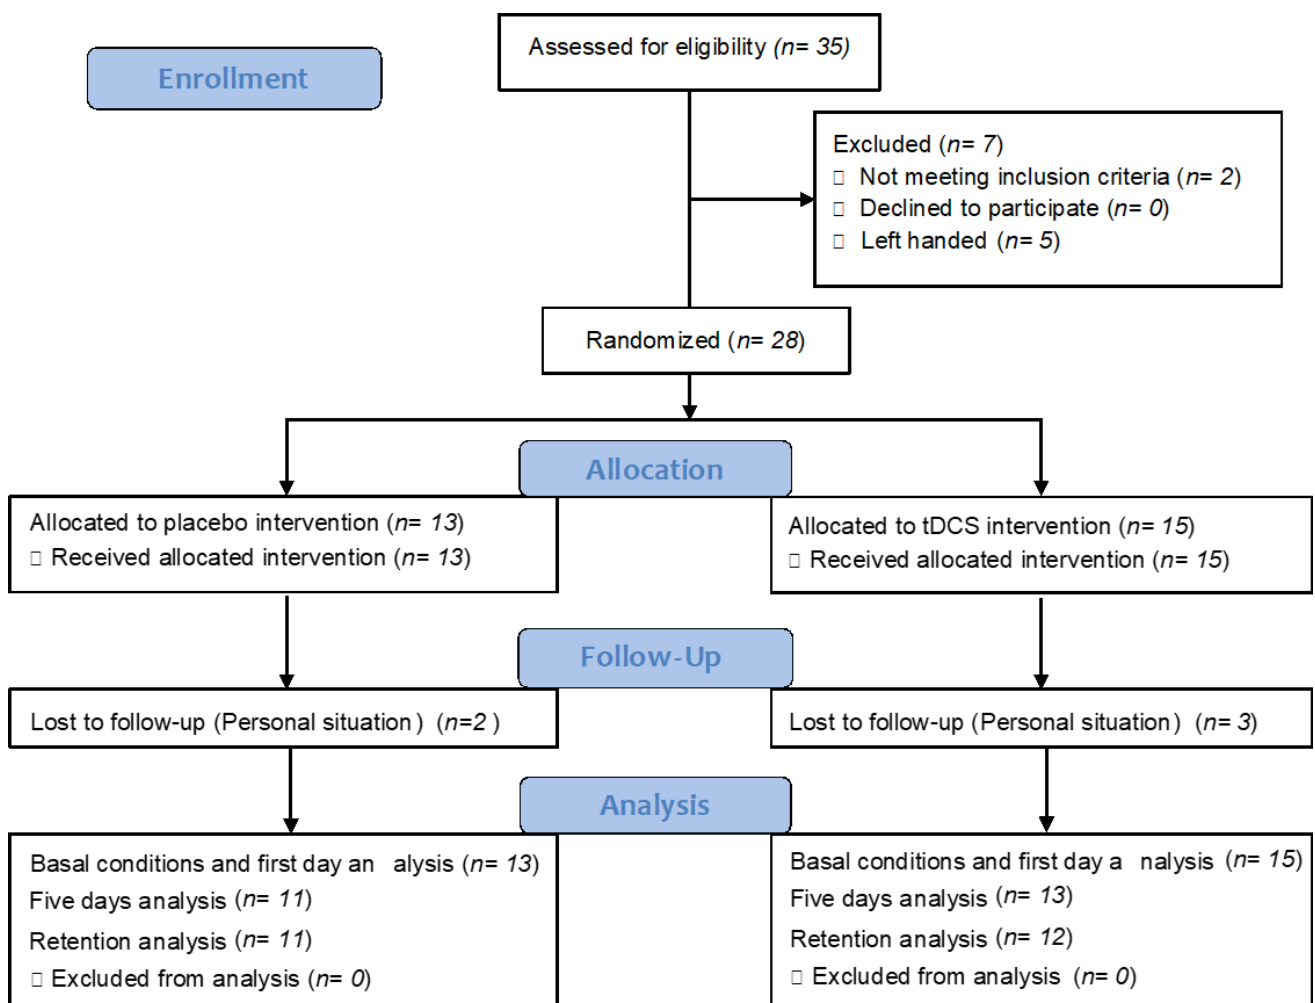 Assessed for eligibility (n= 35)
Enrollment
Excluded (n= 7)
▯ Not meeting inclusion criteria (n= 2)
▯ Declined to participate (n= 0)
▯ Left handed (n= 5)
Randomized (n= 28)
Allocation
Allocated to placebo intervention (n= 13)
▯ Received allocated intervention (n= 13)
Allocated to tDCS intervention (n= 15)
▯ Received allocated intervention (n= 15)
Follow-Up
Lost to follow-up (Personal situation) (n=2 )
Lost to follow-up (Personal situation) (n= 3)
Analysis
Basal conditions and first day an alysis (n= 13)
Five days analysis (n= 11)
Retention analysis (n= 11)
▯ Excluded from analysis (n= 0)
Basal conditions and first day a nalysis (n= 15)
Five days analysis (n= 13)
Retention analysis (n= 12)
▯ Excluded from analysis (n= 0)